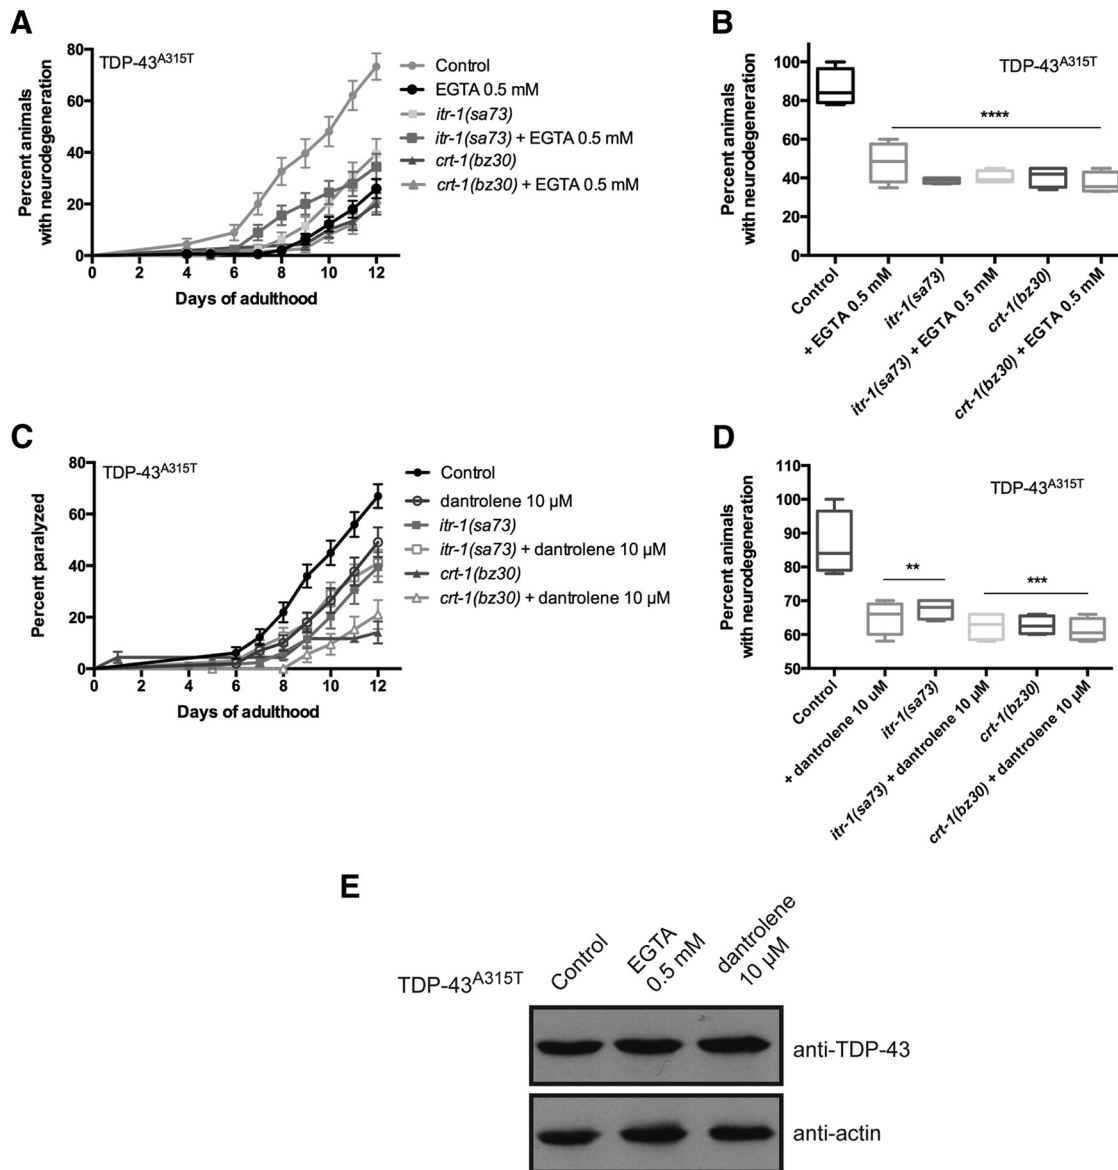 A
TDP-43A315T
Percent animals
with neurodegeneration
80
60
40
20
0
0 2 4 6 8 10 12
Days of adulthood
Control
EGTA 0.5 mM
itr-1(sa73)
itr-1(sa73) + EGTA 0.5 mM
crt-1(bz30)
crt-1(bz30) + EGTA 0.5 mM
B
TDP-43A315T
Percent animals
with neurodegeneration
100
80
60
40
20
0
****
Control
+ EGTA 0.5 mM
itr-1(sa73)
itr-1(sa73) + EGTA 0.5 mM
crt-1(bz30)
crt-1(bz30) + EGTA 0.5 mM
C
TDP-43A315T
Percent paralyzed
80
60
40
20
0
0 2 4 6 8 10 12
Days of adulthood
Control
dantrolene 10 µM
itr-1(sa73)
itr-1(sa73) + dantrolene 10 µM
crt-1(bz30)
crt-1(bz30) + dantrolene 10 µM
D
TDP-43A315T
Percent animals
with neurodegeneration
110
100
90
80
70
60
50
**
***
Control
+ dantrolene 10 uM
itr-1(sa73)
itr-1(sa73) + dantrolene 10 µM
crt-1(bz30)
crt-1(bz30) + dantrolene 10 µM
E
TDP-43A315T
Control
EGTA
0.5 mM
dantrolene
10 µM
anti-TDP-43
anti-actin